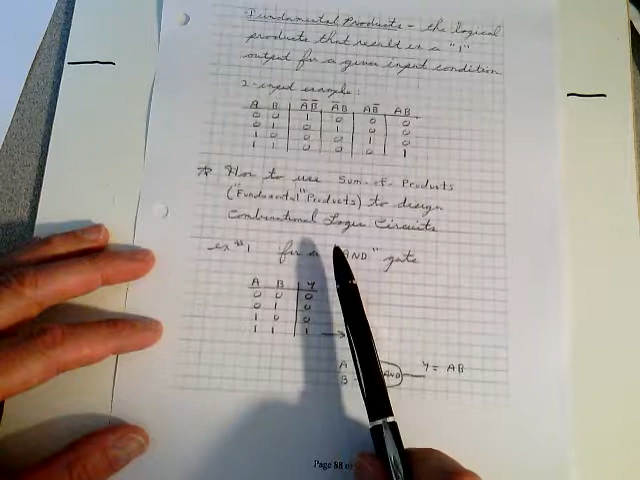 Fundamental Products - the logical
products that result in a "1"
output for a given input condition
2-input example:
A B AB̅ A̅B AB̅ AB
0 0 1 0 0 0
0 1 0 1 0 0
1 0 0 0 1 0
1 1 0 0 0 1
☆ How to use Sum-of-Products
("Fundamental" Products) to design
Combinational Logic Circuits
ex #1 for "AND" gate
A B Y
0 0 0
0 1 0
1 0 0
1 1 1 →
A
B AND Y = AB
Page 88 of